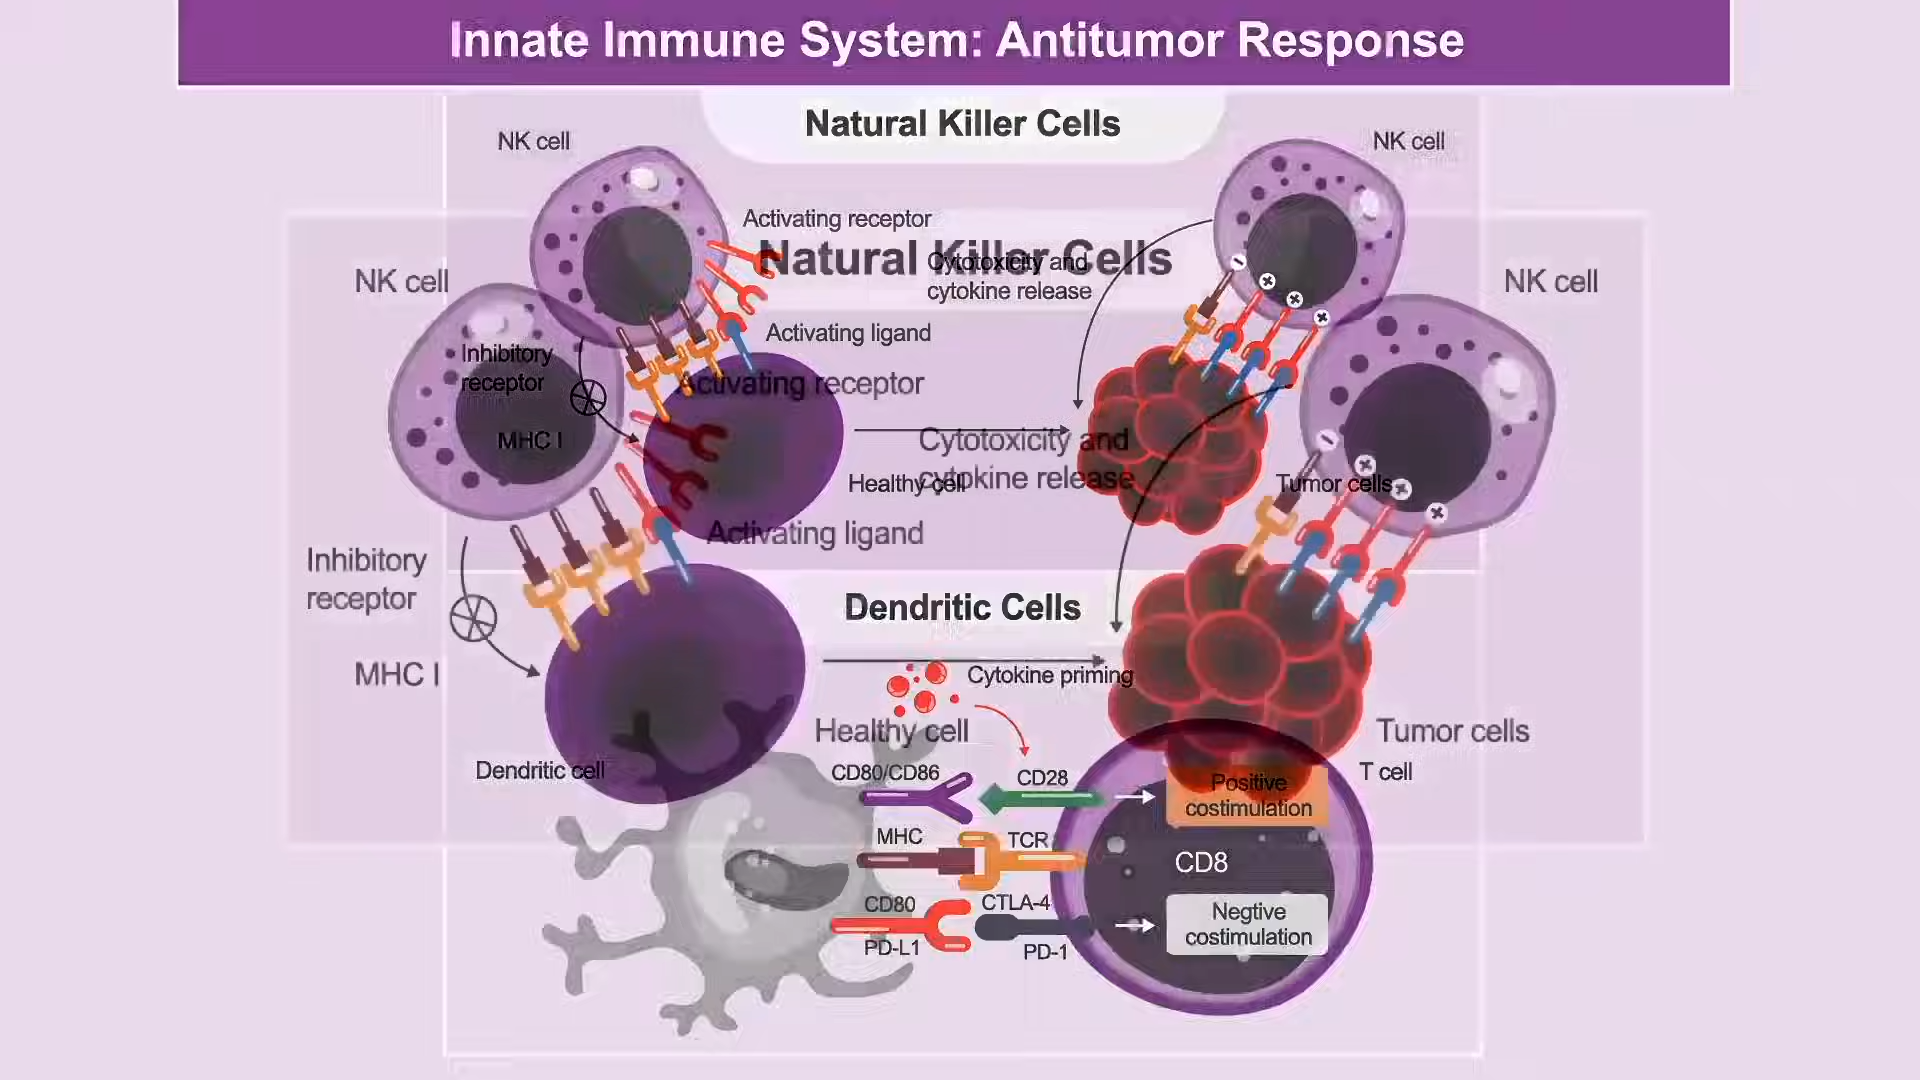 Innate Immune System: Antitumor Response
Natural Killer Cells
NK cell
NK cell
Activating receptor
Natural Killer Cells
Cytotoxicity and
cytokine release
NK cell
NK cell
Activating ligand
Inhibitory
receptor
Activating receptor
MHC I
Cytotoxicity and
cytokine release
Healthy cell
Tumor cells
Activating ligand
Inhibitory
receptor
Dendritic Cells
MHC I
Cytokine priming
Healthy cell
Tumor cells
Dendritic cell
CD80/CD86
CD28
T cell
Positive
costimulation
MHC
TCR
CD8
CD80
CTLA-4
Negtive
costimulation
PD-L1
PD-1